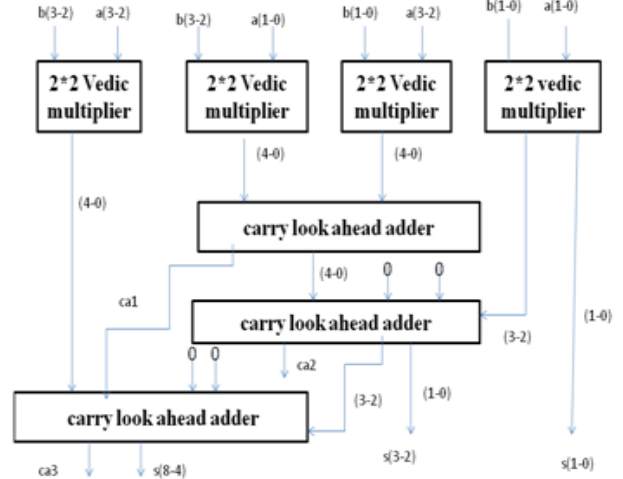 b(3-2) a(3-2) b(3-2) a(1-0) b(1-0) a(3-2) b(1-0) a(1-0)
2*2 Vedic multiplier
2*2 Vedic multiplier
2*2 Vedic multiplier
2*2 vedic multiplier
(4-0) (4-0)
(4-0)
carry look ahead adder
(4-0) 0 0
ca1
(1-0)
carry look ahead adder
(3-2)
0 0
ca2
(3-2) (1-0)
carry look ahead adder
s(3-2) s(1-0)
ca3 s(8-4)